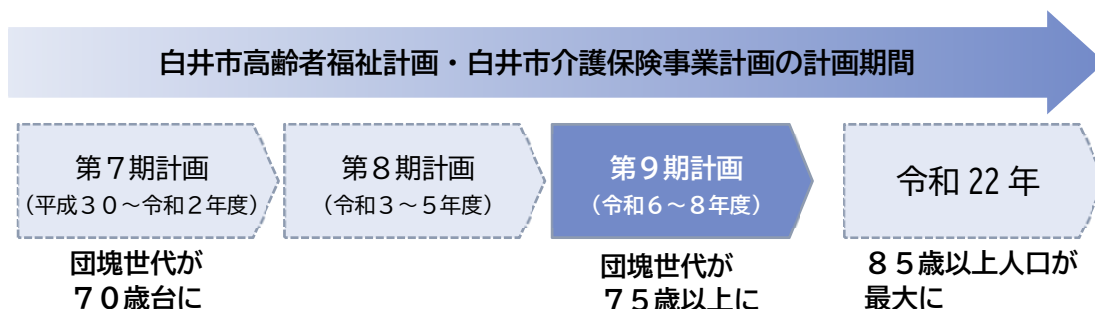 白井市高齢者福祉計画・白井市介護保険事業計画の計画期間
第７期計画
（平成３０～令和２年度）
第８期計画
（令和３～５年度）
第９期計画
（令和６～８年度）
令和 22 年
団塊世代が
７０歳台に
団塊世代が
７５歳以上に
８５歳以上人口が
最大に